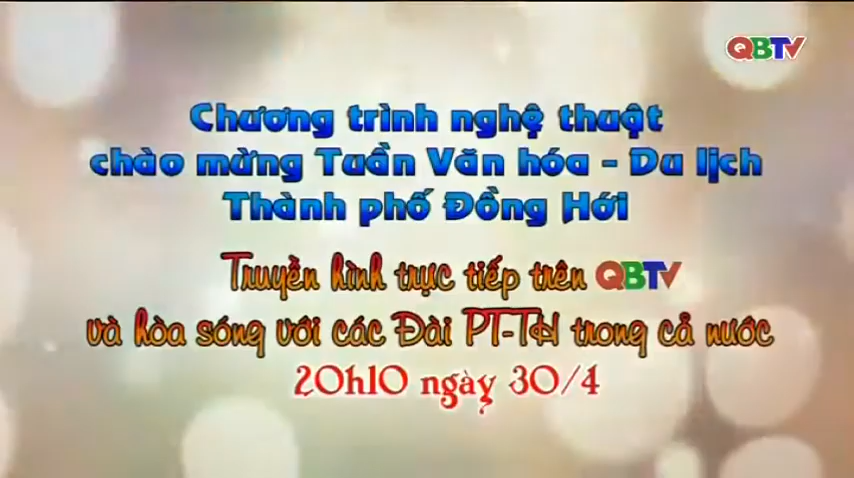 QBTV
Chương trình nghệ thuật
chào mừng Tuần Văn hóa - Du lịch
Thành phố Đồng Hới
Truyền hình trực tiếp trên QBTV
và hòa sóng với các Đài PT-TH trong cả nước
20h10 ngày 30/4